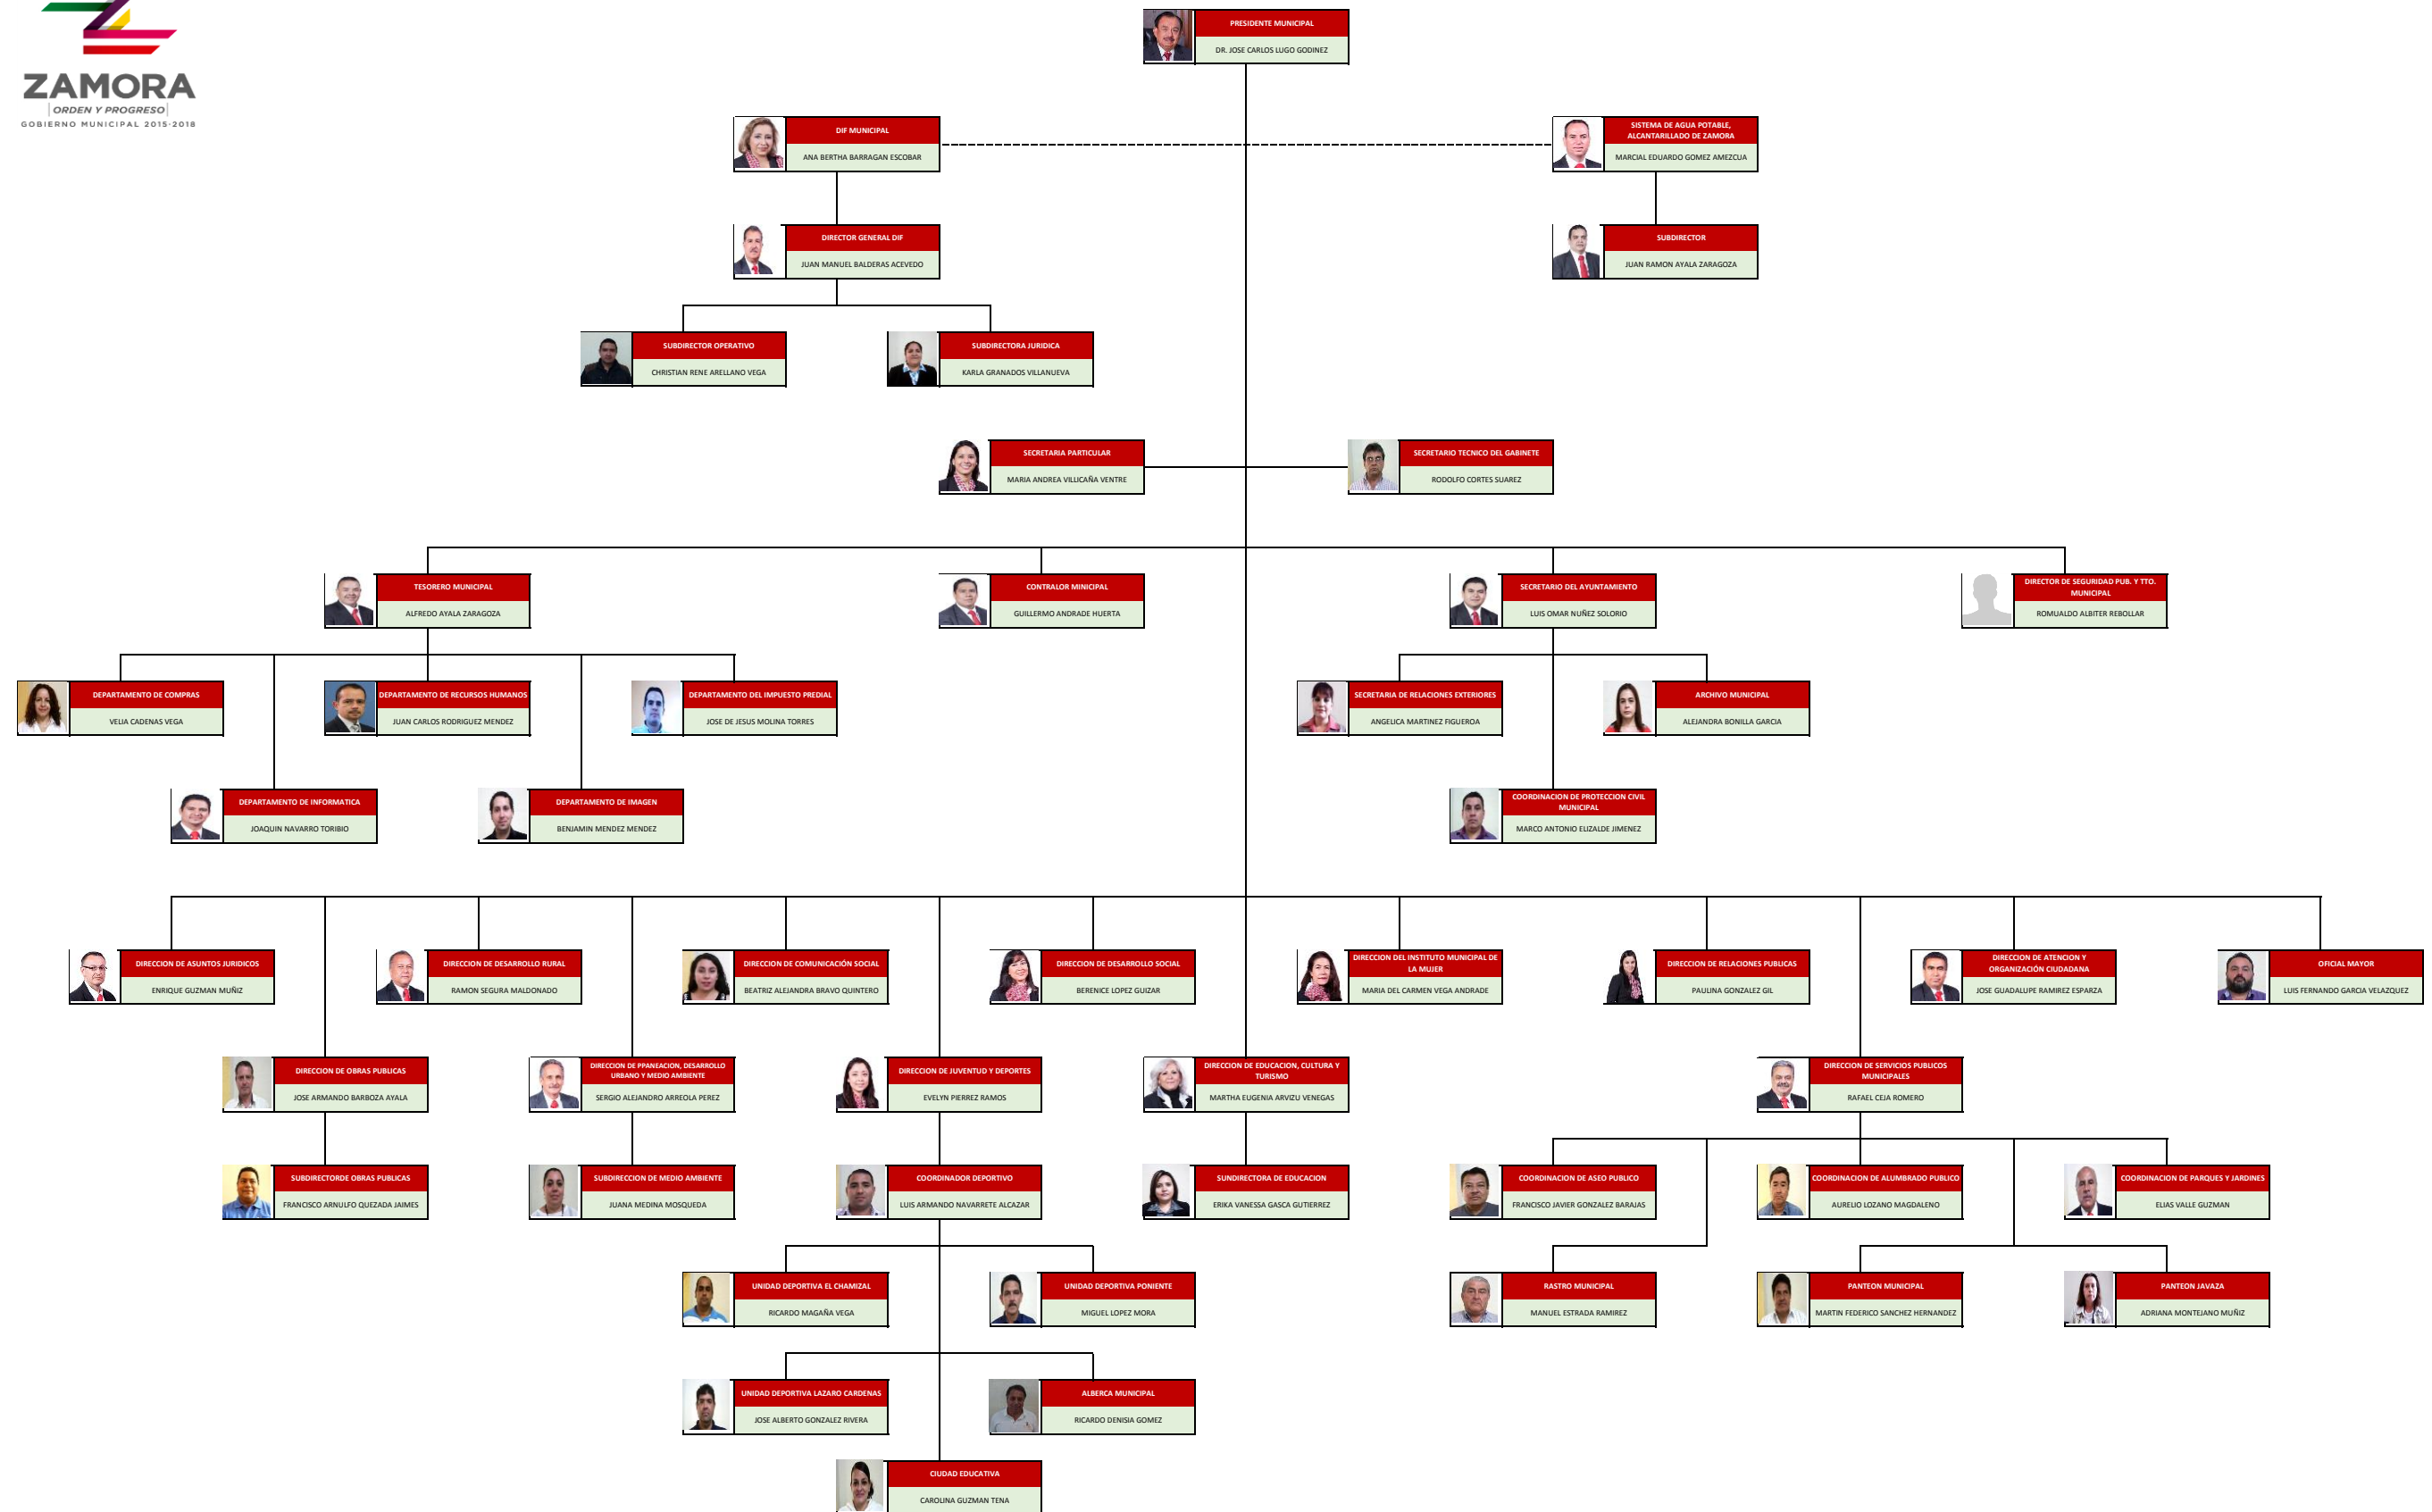 ZAMORA
ORDEN Y PROGRESO
GOBIERNO MUNICIPAL 2015-2018
PRESIDENTE MUNICIPAL
DR. JOSE CARLOS LUGO GODINEZ
DIF MUNICIPAL
ANA BERTHA BARRAGAN ESCOBAR
SISTEMA DE AGUA POTABLE,
ALCANTARILLADO DE ZAMORA
MARCIAL EDUARDO GOMEZ AMEZCUA
DIRECTOR GENERAL DIF
JUAN MANUEL BALDERAS ACEVEDO
SUBDIRECTOR
JUAN RAMON AYALA ZARAGOZA
SUBDIRECTOR OPERATIVO
CHRISTIAN RENE ARELLANO VEGA
SUBDIRECTORA JURIDICA
KARLA GRANADOS VILLANUEVA
SECRETARIA PARTICULAR
MARIA ANDREA VILLICAÑA VENTRE
SECRETARIO TECNICO DEL GABINETE
RODOLFO CORTES SUAREZ
TESORERO MUNICIPAL
ALFREDO AYALA ZARAGOZA
CONTRALOR MINICIPAL
GUILLERMO ANDRADE HUERTA
SECRETARIO DEL AYUNTAMIENTO
LUIS OMAR NUÑEZ SOLORIO
DIRECTOR DE SEGURIDAD PUB. Y TTO.
MUNICIPAL
ROMUALDO ALBITER REBOLLAR
DEPARTAMENTO DE COMPRAS
VELIA CADENAS VEGA
DEPARTAMENTO DE RECURSOS HUMANOS
JUAN CARLOS RODRIGUEZ MENDEZ
DEPARTAMENTO DEL IMPUESTO PREDIAL
JOSE DE JESUS MOLINA TORRES
SECRETARIA DE RELACIONES EXTERIORES
ANGELICA MARTINEZ FIGUEROA
ARCHIVO MUNICIPAL
ALEJANDRA BONILLA GARCIA
DEPARTAMENTO DE INFORMATICA
JOAQUIN NAVARRO TORIBIO
DEPARTAMENTO DE IMAGEN
BENJAMIN MENDEZ MENDEZ
COORDINACION DE PROTECCION CIVIL
MUNICIPAL
MARCO ANTONIO ELIZALDE JIMENEZ
DIRECCION DE ASUNTOS JURIDICOS
ENRIQUE GUZMAN MUÑIZ
DIRECCION DE DESARROLLO RURAL
RAMON SEGURA MALDONADO
DIRECCION DE COMUNICACIÓN SOCIAL
BEATRIZ ALEJANDRA BRAVO QUINTERO
DIRECCION DE DESARROLLO SOCIAL
BERENICE LOPEZ GUIZAR
DIRECCION DEL INSTITUTO MUNICIPAL DE
LA MUJER
MARIA DEL CARMEN VEGA ANDRADE
DIRECCION DE RELACIONES PUBLICAS
PAULINA GONZALEZ GIL
DIRECCION DE ATENCION Y
ORGANIZACIÓN CIUDADANA
JOSE GUADALUPE RAMIREZ ESPARZA
OFICIAL MAYOR
LUIS FERNANDO GARCIA VELAZQUEZ
DIRECCION DE OBRAS PUBLICAS
JOSE ARMANDO BARBOZA AYALA
DIRECCION DE PPANEACION, DESARROLLO
URBANO Y MEDIO AMBIENTE
SERGIO ALEJANDRO ARREOLA PEREZ
DIRECCION DE JUVENTUD Y DEPORTES
EVELYN PIERREZ RAMOS
DIRECCION DE EDUCACION, CULTURA Y
TURISMO
MARTHA EUGENIA ARVIZU VENEGAS
DIRECCION DE SERVICIOS PUBLICOS
MUNICIPALES
RAFAEL CEJA ROMERO
SUBDIRECTORDE OBRAS PUBLICAS
FRANCISCO ARNULFO QUEZADA JAIMES
SUBDIRECCION DE MEDIO AMBIENTE
JUANA MEDINA MOSQUEDA
COORDINADOR DEPORTIVO
LUIS ARMANDO NAVARRETE ALCAZAR
SUNDIRECTORA DE EDUCACION
ERIKA VANESSA GASCA GUTIERREZ
COORDINACION DE ASEO PUBLICO
FRANCISCO JAVIER GONZALEZ BARAJAS
COORDINACION DE ALUMBRADO PUBLICO
AURELIO LOZANO MAGDALENO
COORDINACION DE PARQUES Y JARDINES
ELIAS VALLE GUZMAN
UNIDAD DEPORTIVA EL CHAMIZAL
RICARDO MAGAÑA VEGA
UNIDAD DEPORTIVA PONIENTE
MIGUEL LOPEZ MORA
RASTRO MUNICIPAL
MANUEL ESTRADA RAMIREZ
PANTEON MUNICIPAL
MARTIN FEDERICO SANCHEZ HERNANDEZ
PANTEON JAVAZA
ADRIANA MONTEJANO MUÑIZ
UNIDAD DEPORTIVA LAZARO CARDENAS
JOSE ALBERTO GONZALEZ RIVERA
ALBERCA MUNICIPAL
RICARDO DENISIA GOMEZ
CIUDAD EDUCATIVA
CAROLINA GUZMAN TENA